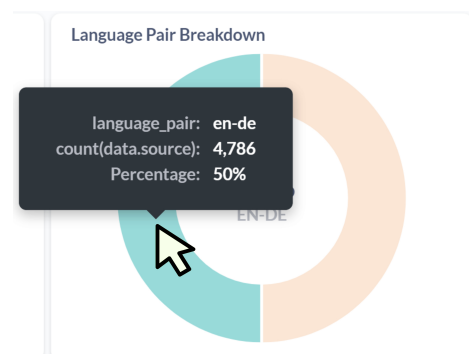 Language Pair Breakdown
language_pair: en-de
count(data.source): 4,786
Percentage: 50%
EN-DE